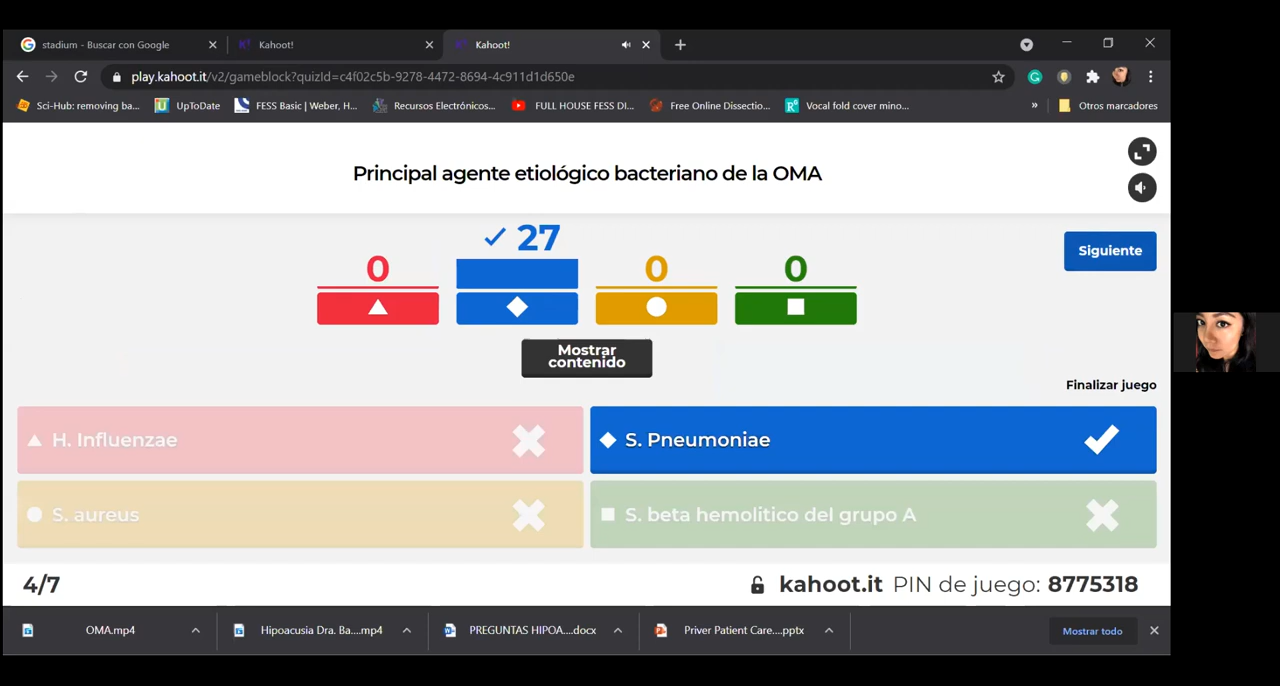 stadium - Buscar con Google
Kahoot!
Kahoot!
play.kahoot.it/v2/gameblock?quizId=c4f02c5b-9278-4472-8694-4c911d1d650e
Sci-Hub: removing ba...
UpToDate
FESS Basic | Weber, H...
Recursos Electrónicos...
FULL HOUSE FESS DI...
Free Online Dissectio...
Vocal fold cover mino...
»
Otros marcadores
Principal agente etiológico bacteriano de la OMA
0
27
0
0
Siguiente
Mostrar
contenido
Finalizar juego
H. Influenzae
S. Pneumoniae
S. aureus
S. beta hemolitico del grupo A
4/7
kahoot.it PIN de juego: 8775318
OMA.mp4
Hipoacusia Dra. Ba....mp4
PREGUNTAS HIPOA....docx
Priver Patient Care....pptx
Mostrar todo